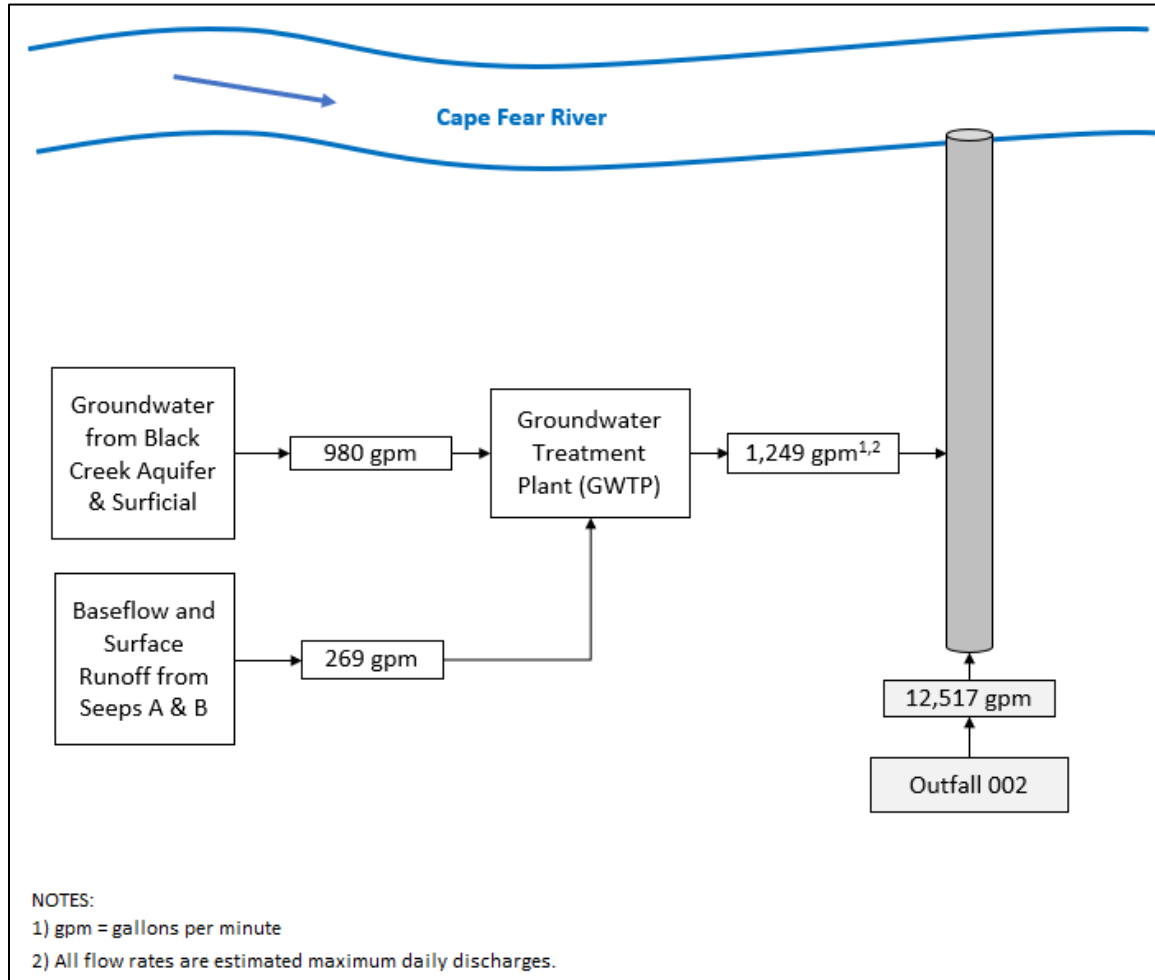 Cape Fear River
Groundwater
from Black
Creek Aquifer
& Surficial
980 gpm
Groundwater
Treatment
Plant (GWTP)
1,249 gpm1,2
Baseflow and
Surface
Runoff from
Seeps A & B
269 gpm
12,517 gpm
Outfall 002
NOTES:
1) gpm = gallons per minute
2) All flow rates are estimated maximum daily discharges.